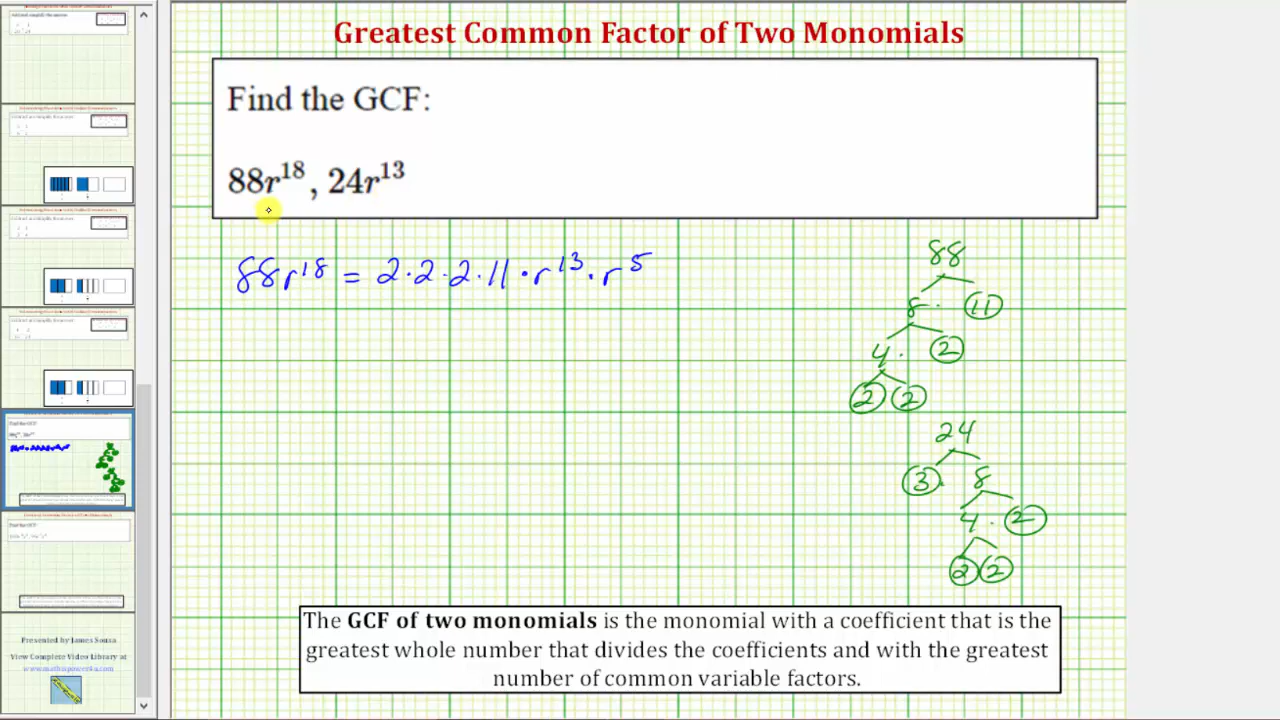 Greatest Common Factor of Two Monomials
Find the GCF:
88r^18, 24r^13
88r^18 = 2·2·2·11·r^13·r^5
88
8 · 11
4 · 2
2 2
24
3 · 8
4 · 2
2 2
The GCF of two monomials is the monomial with a coefficient that is the
greatest whole number that divides the coefficients and with the greatest
number of common variable factors.
Presented by James Sousa
View Complete Video Library at
www.mathispower4u.com